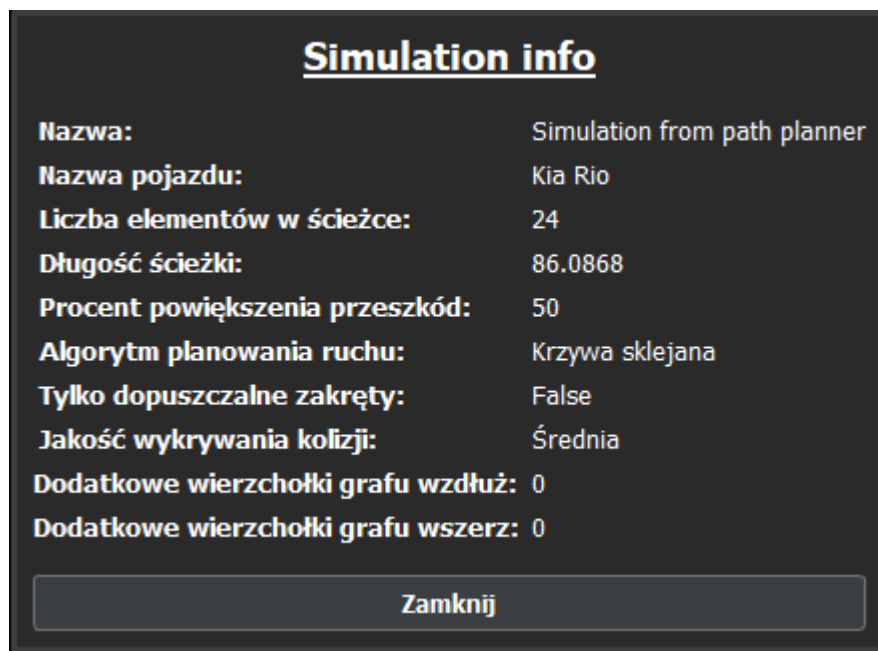 Simulation info
Nazwa: Simulation from path planner
Nazwa pojazdu: Kia Rio
Liczba elementów w ścieżce: 24
Długość ścieżki: 86.0868
Procent powiększenia przeszkód: 50
Algorytm planowania ruchu: Krzywa sklejana
Tylko dopuszczalne zakręty: False
Jakość wykrywania kolizji: Średnia
Dodatkowe wierzchołki grafu wzdłuż: 0
Dodatkowe wierzchołki grafu wszerz: 0
Zamknij